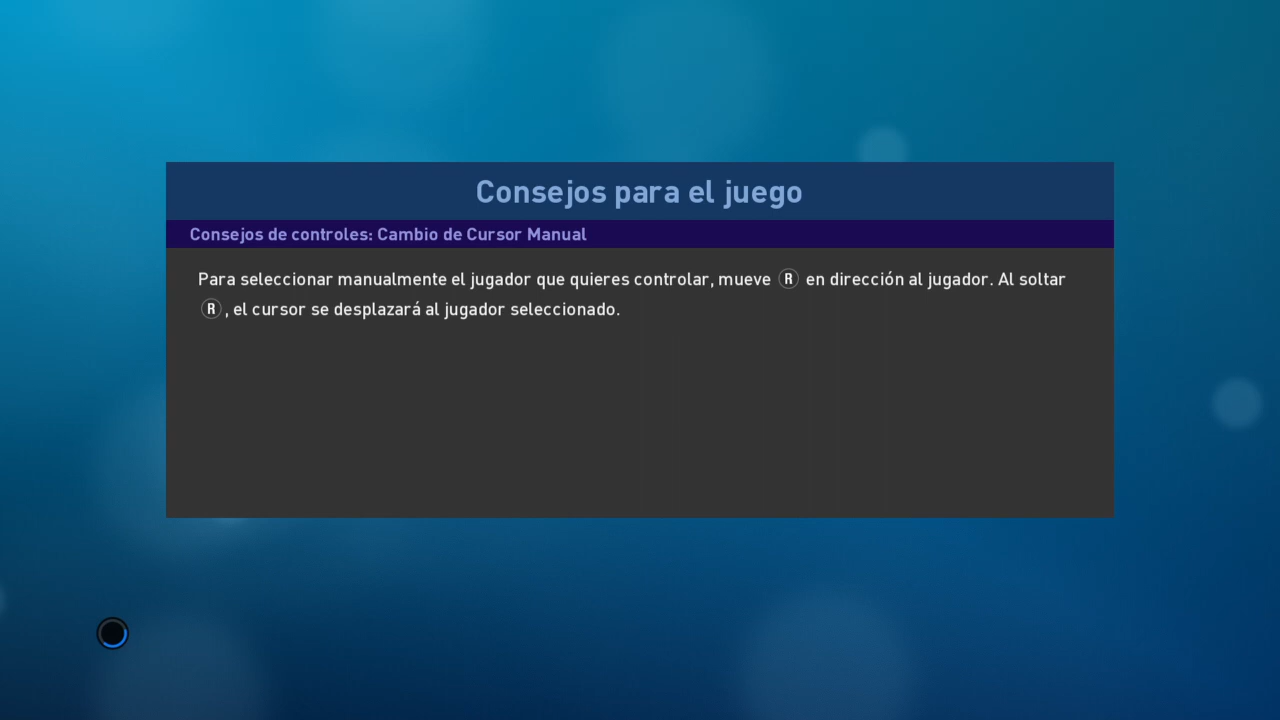 Consejos para el juego
Consejos de controles: Cambio de Cursor Manual
Para seleccionar manualmente el jugador que quieres controlar, mueve R en dirección al jugador. Al soltar
R, el cursor se desplazará al jugador seleccionado.